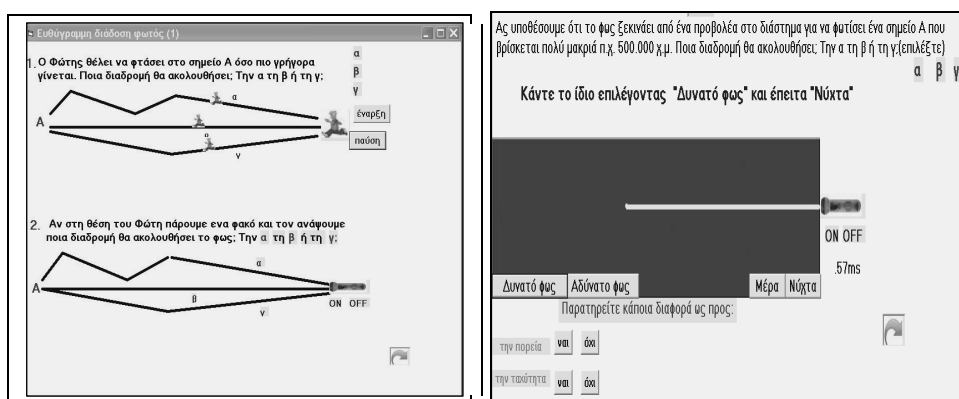 Ευθύγραμμη διάδοση φωτός (1)
1. Ο Φώτης θέλει να φτάσει στο σημείο Α όσο πιο γρήγορα
γίνεται. Ποια διαδρομή θα ακολουθήσει; Την α τη β ή τη γ;
α
β
γ
έναρξη
παύση
Α
α
γ
2. Αν στη θέση του Φώτη πάρουμε ενα φακό και τον ανάψουμε
ποια διαδρομή θα ακολουθήσει το φως; Την α τη β ή τη γ;
α
Α
β
γ
ON OFF
Ας υποθέσουμε ότι το φως ξεκινάει από ένα προβολέα στο διάστημα για να φωτίσει ένα σημείο Α που
βρίσκεται πολύ μακριά π.χ. 500.000 χ.μ. Ποια διαδρομή θα ακολουθήσει; Την α τη β ή τη γ;(επιλέξτε)
α β γ
Κάντε το ίδιο επιλέγοντας "Δυνατό φως" και έπειτα "Νύχτα"
ON OFF
.57ms
Δυνατό φως Αδύνατο φως Μέρα Νύχτα
Παρατηρείτε κάποια διαφορά ως προς:
την πορεία ναι όχι
την ταχύτητα ναι όχι